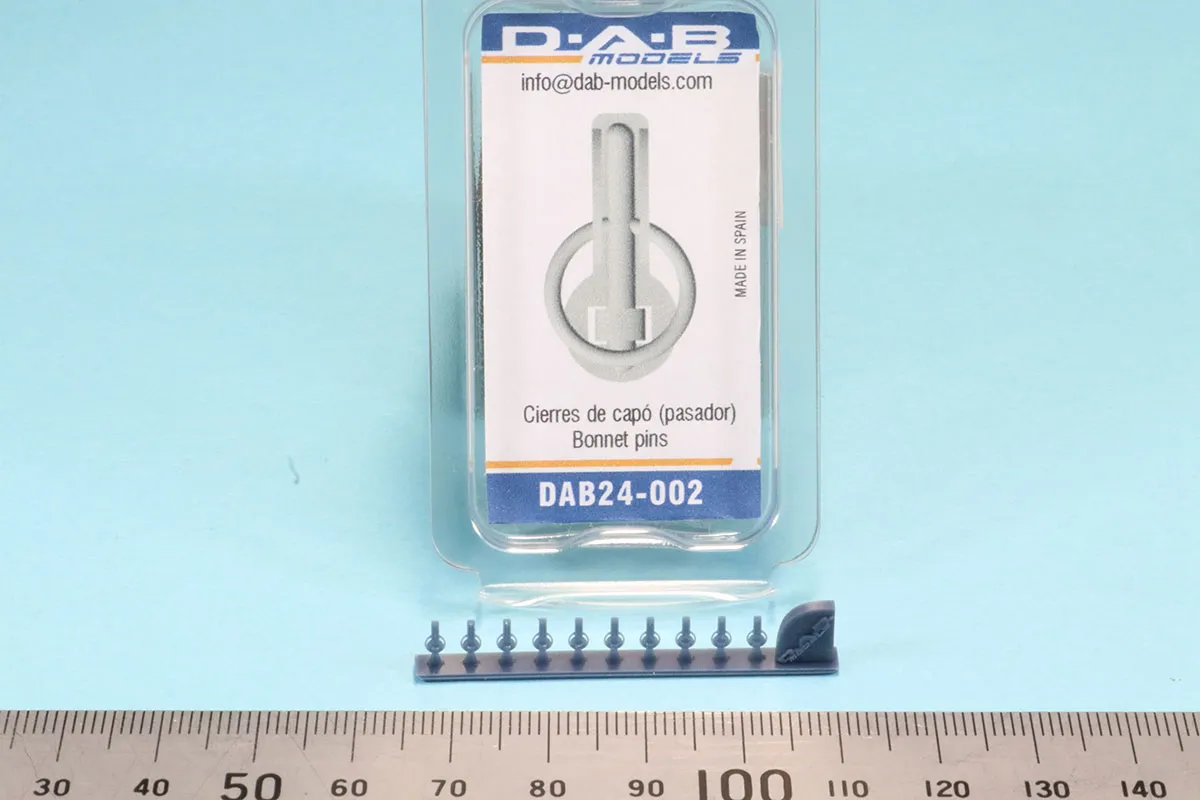 D·A·B
MODELS
info@dab-models.com
MADE IN SPAIN
Cierres de capó (pasador)
Bonnet pins
DAB24-002
D·A·B
MODELS
30 40 50 60 70 80 90 100 110 120 130 140